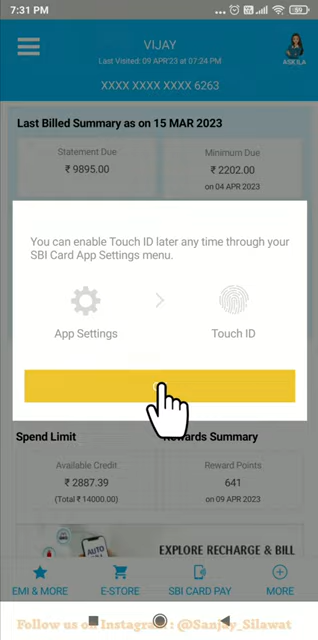 7:31 PM
59
VIJAY
Last Visited: 09 APR'23 at 07:24 PM
ASK ILA
XXXX XXXX XXXX 6263
Last Billed Summary as on 15 MAR 2023
Statement Due
Minimum Due
₹ 9895.00
₹ 2202.00
on 04 APR 2023
You can enable Touch ID later any time through your
SBI Card App Settings menu.
App Settings
Touch ID
Spend Limit
Rewards Summary
Available Credit
Reward Points
₹ 2887.39
641
(Total ₹ 14000.00)
on 09 APR 2023
AUTO
EXPLORE RECHARGE & BILL
EMI & MORE
E-STORE
SBI CARD PAY
MORE
Follow us on Instagram : @Sanjay_Silawat